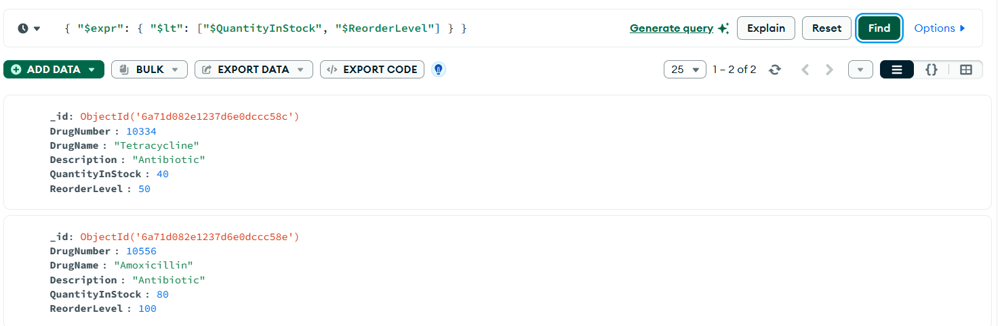 { "$expr": { "$lt": ["$QuantityInStock", "$ReorderLevel"] } }
Generate query Explain Reset Find Options
ADD DATA BULK EXPORT DATA </> EXPORT CODE 25 1 – 2 of 2 {}
_id: ObjectId('6a71d082e1237d6e0dccc58c')
DrugNumber : 10334
DrugName : "Tetracycline"
Description : "Antibiotic"
QuantityInStock : 40
ReorderLevel : 50
_id: ObjectId('6a71d082e1237d6e0dccc58e')
DrugNumber : 10556
DrugName : "Amoxicillin"
Description : "Antibiotic"
QuantityInStock : 80
ReorderLevel : 100